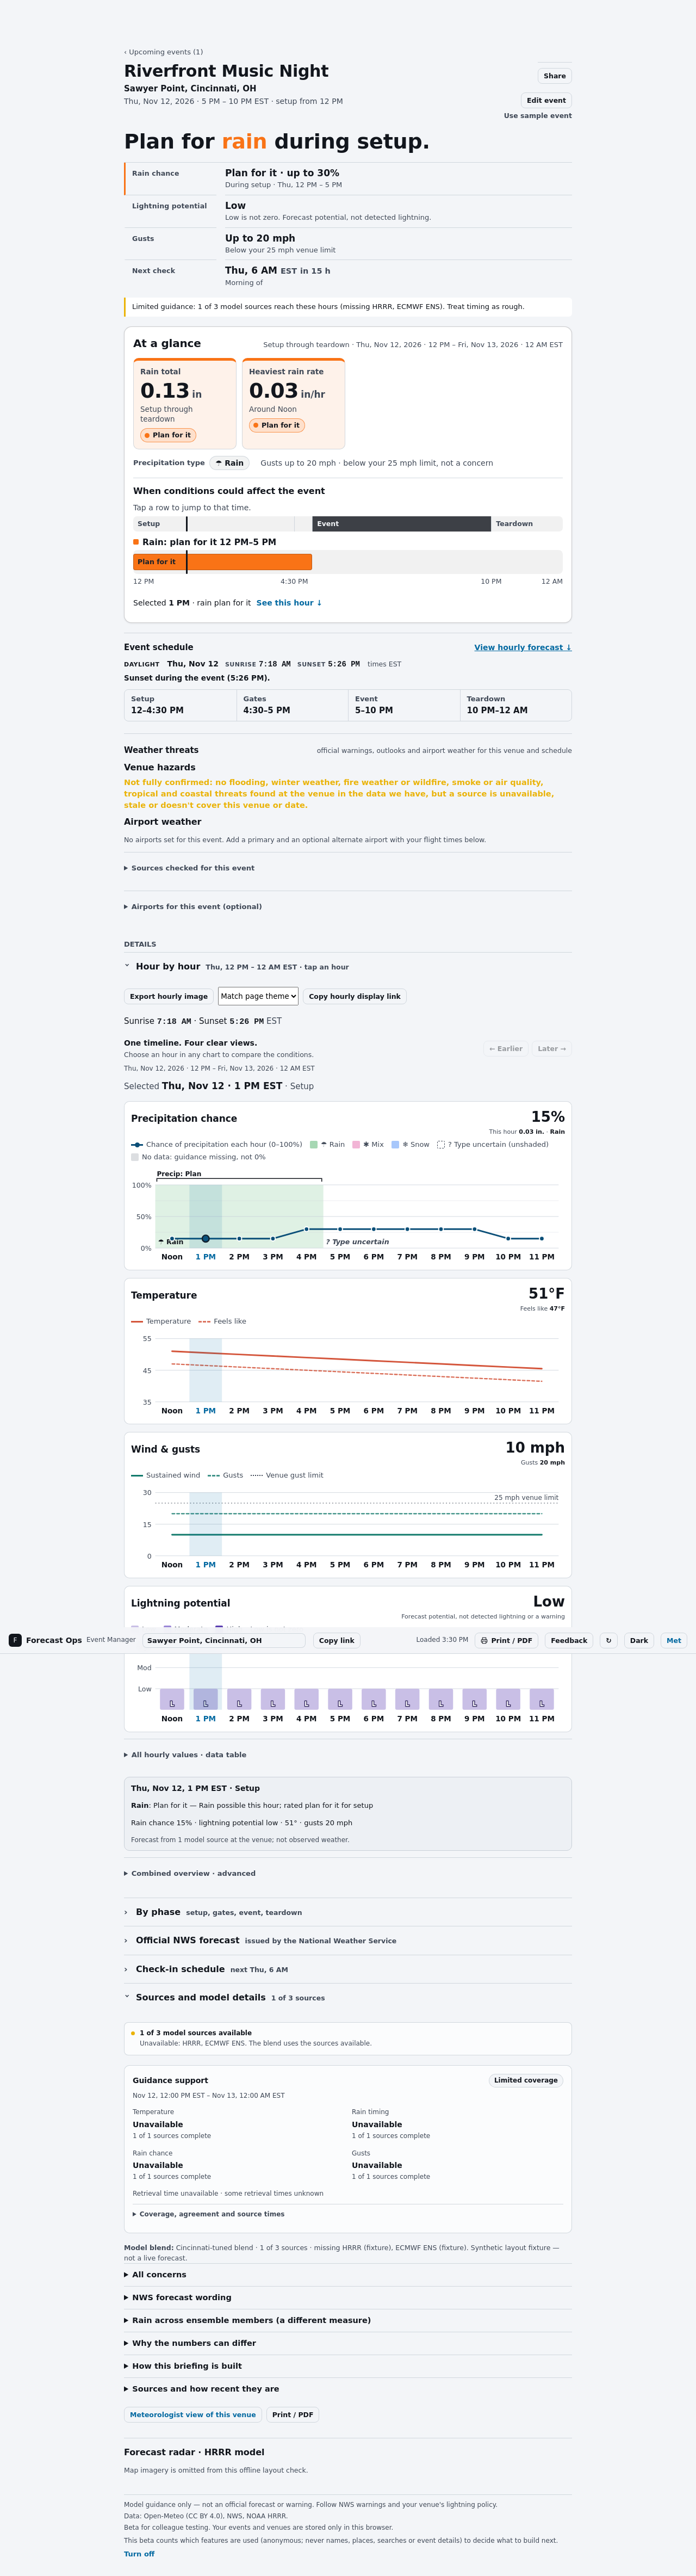 ‹ Upcoming events (1)
Riverfront Music Night
Sawyer Point, Cincinnati, OH
Thu, Nov 12, 2026 · 5 PM – 10 PM EST · setup from 12 PM
Share
Edit event
Use sample event
Plan for rain during setup.
Rain chance
Plan for it · up to 30%
During setup · Thu, 12 PM – 5 PM
Lightning potential
Low
Low is not zero. Forecast potential, not detected lightning.
Gusts
Up to 20 mph
Below your 25 mph venue limit
Next check
Thu, 6 AM EST in 15 h
Morning of
Limited guidance: 1 of 3 model sources reach these hours (missing HRRR, ECMWF ENS). Treat timing as rough.
At a glance
Setup through teardown · Thu, Nov 12, 2026 · 12 PM – Fri, Nov 13, 2026 · 12 AM EST
Rain total
0.13 in
Setup through
teardown
Plan for it
Heaviest rain rate
0.03 in/hr
Around Noon
Plan for it
Precipitation type ☂ Rain Gusts up to 20 mph · below your 25 mph limit, not a concern
When conditions could affect the event
Tap a row to jump to that time.
Setup Event Teardown
Rain: plan for it 12 PM–5 PM
Plan for it
12 PM 4:30 PM 10 PM 12 AM
Selected 1 PM · rain plan for it See this hour ↓
Event schedule
View hourly forecast ↓
DAYLIGHT Thu, Nov 12 SUNRISE 7:18 AM SUNSET 5:26 PM times EST
Sunset during the event (5:26 PM).
Setup
12–4:30 PM
Gates
4:30–5 PM
Event
5–10 PM
Teardown
10 PM–12 AM
Weather threats
official warnings, outlooks and airport weather for this venue and schedule
Venue hazards
Not fully confirmed: no flooding, winter weather, fire weather or wildfire, smoke or air quality,
tropical and coastal threats found at the venue in the data we have, but a source is unavailable,
stale or doesn't cover this venue or date.
Airport weather
No airports set for this event. Add a primary and an optional alternate airport with your flight times below.
▶ Sources checked for this event
▶ Airports for this event (optional)
DETAILS
Hour by hour Thu, 12 PM – 12 AM EST · tap an hour
Export hourly image Match page theme Copy hourly display link
Sunrise 7:18 AM · Sunset 5:26 PM EST
One timeline. Four clear views.
Choose an hour in any chart to compare the conditions.
← Earlier Later →
Thu, Nov 12, 2026 · 12 PM – Fri, Nov 13, 2026 · 12 AM EST
Selected Thu, Nov 12 · 1 PM EST · Setup
Precipitation chance
15%
This hour 0.03 in. · Rain
Chance of precipitation each hour (0–100%) ☂ Rain ✱ Mix ❄ Snow ? Type uncertain (unshaded)
No data: guidance missing, not 0%
Precip: Plan
100%
50%
0%
☂ Rain ? Type uncertain
Noon 1 PM 2 PM 3 PM 4 PM 5 PM 6 PM 7 PM 8 PM 9 PM 10 PM 11 PM
Temperature
51°F
Feels like 47°F
Temperature Feels like
55
45
35
Noon 1 PM 2 PM 3 PM 4 PM 5 PM 6 PM 7 PM 8 PM 9 PM 10 PM 11 PM
Wind & gusts
10 mph
Gusts 20 mph
Sustained wind Gusts Venue gust limit
30
25 mph venue limit
15
0
Noon 1 PM 2 PM 3 PM 4 PM 5 PM 6 PM 7 PM 8 PM 9 PM 10 PM 11 PM
Lightning potential
Low
Forecast potential, not detected lightning or a warning
F Forecast Ops Event Manager Sawyer Point, Cincinnati, OH Copy link Loaded 3:30 PM Print / PDF Feedback ↻ Dark Met
Mod
Low
L L L L L L L L L L L L
Noon 1 PM 2 PM 3 PM 4 PM 5 PM 6 PM 7 PM 8 PM 9 PM 10 PM 11 PM
▶ All hourly values · data table
Thu, Nov 12, 1 PM EST · Setup
Rain: Plan for it — Rain possible this hour; rated plan for it for setup
Rain chance 15% · lightning potential low · 51° · gusts 20 mph
Forecast from 1 model source at the venue; not observed weather.
▶ Combined overview · advanced
› By phase setup, gates, event, teardown
› Official NWS forecast issued by the National Weather Service
› Check-in schedule next Thu, 6 AM
Sources and model details 1 of 3 sources
1 of 3 model sources available
Unavailable: HRRR, ECMWF ENS. The blend uses the sources available.
Guidance support
Limited coverage
Nov 12, 12:00 PM EST – Nov 13, 12:00 AM EST
Temperature
Unavailable
1 of 1 sources complete
Rain timing
Unavailable
1 of 1 sources complete
Rain chance
Unavailable
1 of 1 sources complete
Gusts
Unavailable
1 of 1 sources complete
Retrieval time unavailable · some retrieval times unknown
▶ Coverage, agreement and source times
Model blend: Cincinnati-tuned blend · 1 of 3 sources · missing HRRR (fixture), ECMWF ENS (fixture). Synthetic layout fixture —
not a live forecast.
▶ All concerns
▶ NWS forecast wording
▶ Rain across ensemble members (a different measure)
▶ Why the numbers can differ
▶ How this briefing is built
▶ Sources and how recent they are
Meteorologist view of this venue Print / PDF
Forecast radar · HRRR model
Map imagery is omitted from this offline layout check.
Model guidance only — not an official forecast or warning. Follow NWS warnings and your venue's lightning policy.
Data: Open-Meteo (CC BY 4.0), NWS, NOAA HRRR.
Beta for colleague testing. Your events and venues are stored only in this browser.
This beta counts which features are used (anonymous; never names, places, searches or event details) to decide what to build next.
Turn off